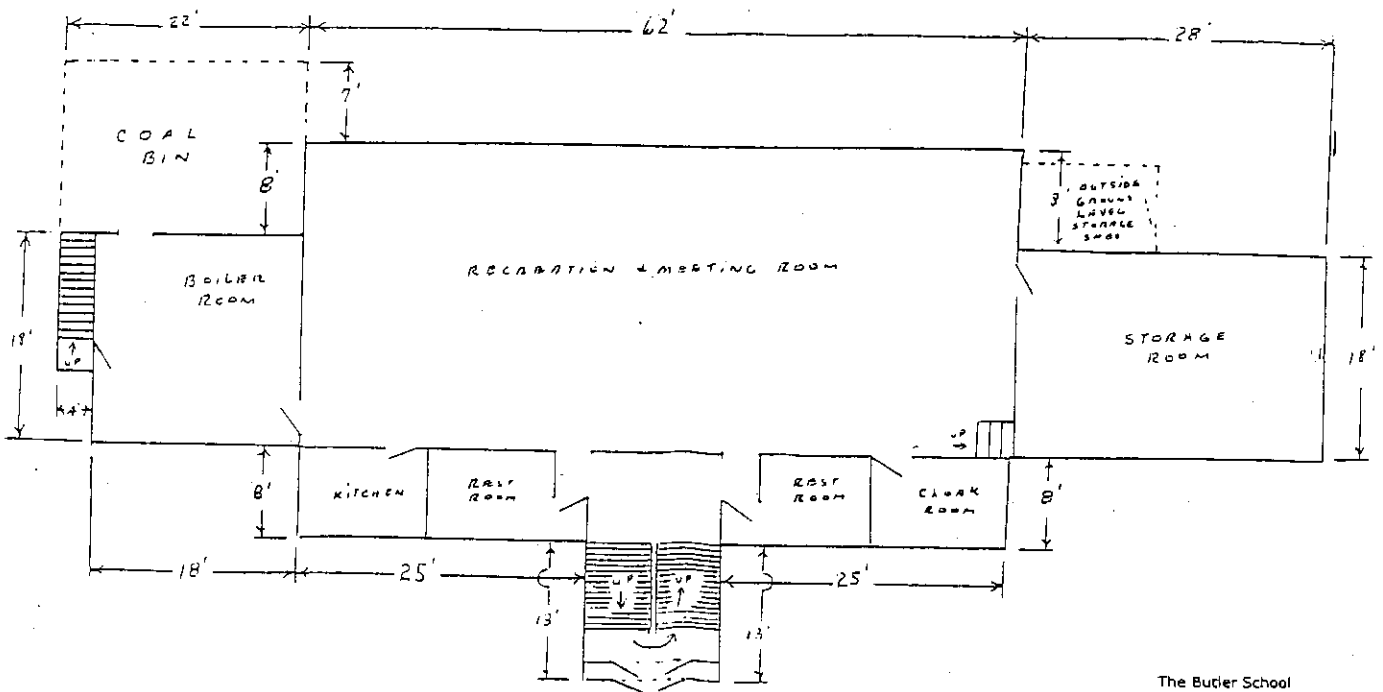 22'
62'
28'
7'
COAL
BIN
8'
8'
OUTSIDE
GROUND
LEVEL
STORAGE
SHED
BOILER
ROOM
RECREATION & MEETING ROOM
STORAGE
ROOM
18'
18'
UP
4'
UP
8'
KITCHEN
REST
ROOM
REST
ROOM
CLOAK
ROOM
8'
18'
25'
25'
UP
UP
13'
13'
The Butler School